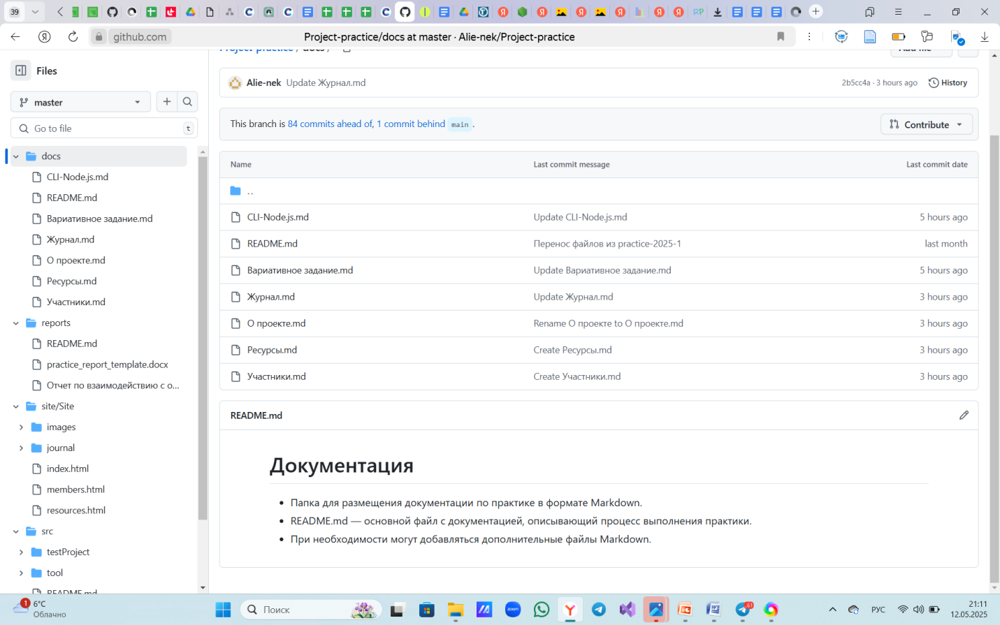 39
github.com
Project-practice/docs at master · Alie-nek/Project-practice
Files
master
Go to file
t
docs
CLI-Node.js.md
README.md
Вариативное задание.md
Журнал.md
О проекте.md
Ресурсы.md
Участники.md
reports
README.md
practice_report_template.docx
Отчет по взаимодействию с о...
site/Site
images
journal
index.html
members.html
resources.html
src
testProject
tool
README.md
Project-practice / docs /
Add file
Alie-nek Update Журнал.md
2b5cc4a · 3 hours ago
History
This branch is 84 commits ahead of, 1 commit behind main .
Contribute
Name Last commit message Last commit date
..
CLI-Node.js.md Update CLI-Node.js.md 5 hours ago
README.md Перенос файлов из practice-2025-1 last month
Вариативное задание.md Update Вариативное задание.md 5 hours ago
Журнал.md Update Журнал.md 3 hours ago
О проекте.md Rename О проекте to О проекте.md 3 hours ago
Ресурсы.md Create Ресурсы.md 3 hours ago
Участники.md Create Участники.md 3 hours ago
README.md
Документация
Папка для размещения документации по практике в формате Markdown.
README.md — основной файл с документацией, описывающий процесс выполнения практики.
При необходимости могут добавляться дополнительные файлы Markdown.
1
6°C
Облачно
Поиск
zoom
61
РУС
21:11
12.05.2025